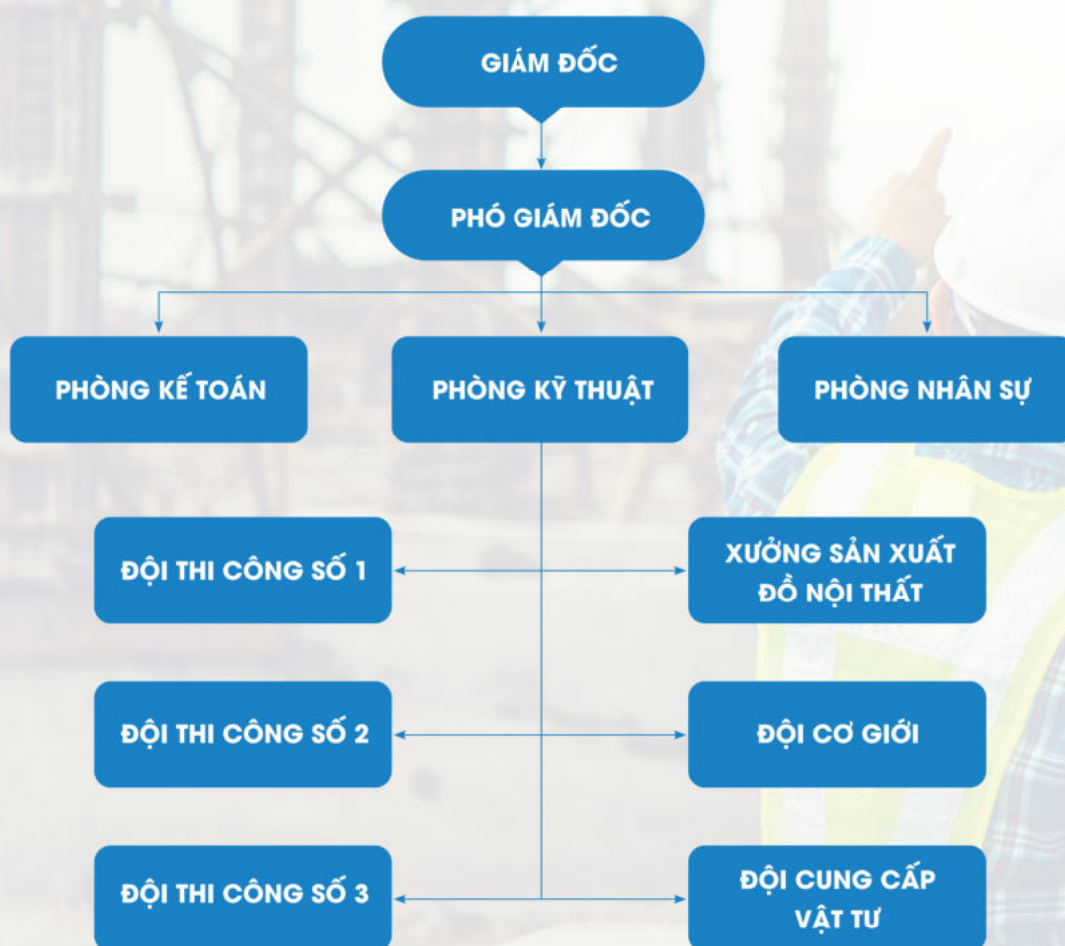 GIÁM ĐỐC
PHÓ GIÁM ĐỐC
PHÒNG KẾ TOÁN
PHÒNG KỸ THUẬT
PHÒNG NHÂN SỰ
ĐỘI THI CÔNG SỐ 1
XƯỞNG SẢN XUẤT
ĐỒ NỘI THẤT
ĐỘI THI CÔNG SỐ 2
ĐỘI CƠ GIỚI
ĐỘI THI CÔNG SỐ 3
ĐỘI CUNG CẤP
VẬT TƯ